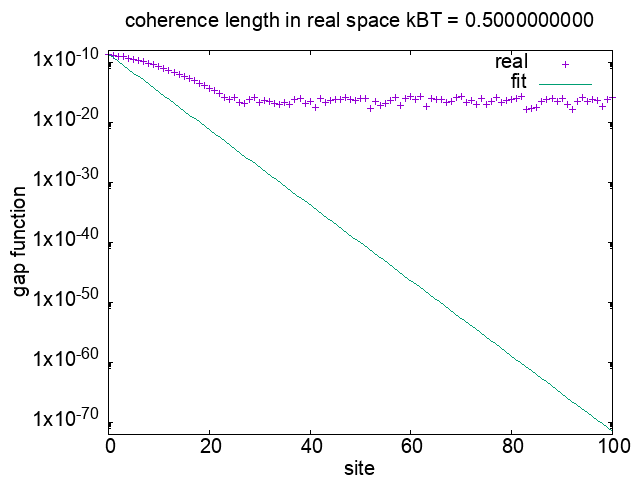 coherence length in real space kBT = 0.5000000000
real
fit
1x10-10
1x10-20
1x10-30
1x10-40
1x10-50
1x10-60
1x10-70
gap function
0 20 40 60 80 100
site